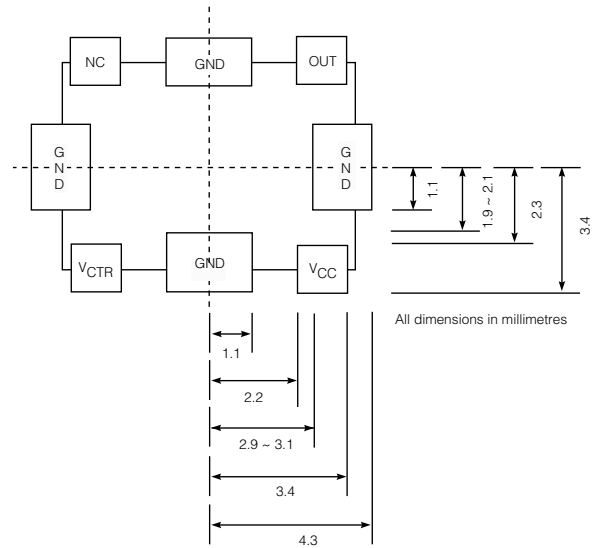 NC
GND
OUT
G
N
D
G
N
D
VCTR
GND
VCC
1.1
1.9 ~ 2.1
2.3
3.4
All dimensions in millimetres
1.1
2.2
2.9 ~ 3.1
3.4
4.3